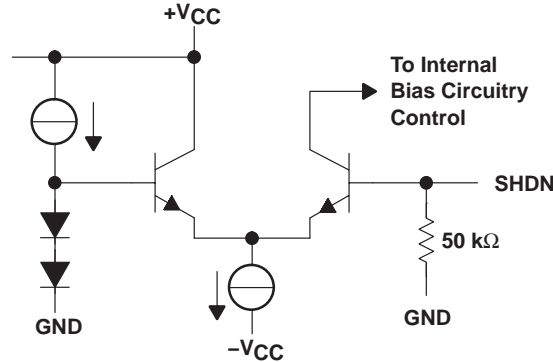 +VCC
To Internal
Bias Circuitry
Control
SHDN
50 kΩ
GND
GND
−VCC